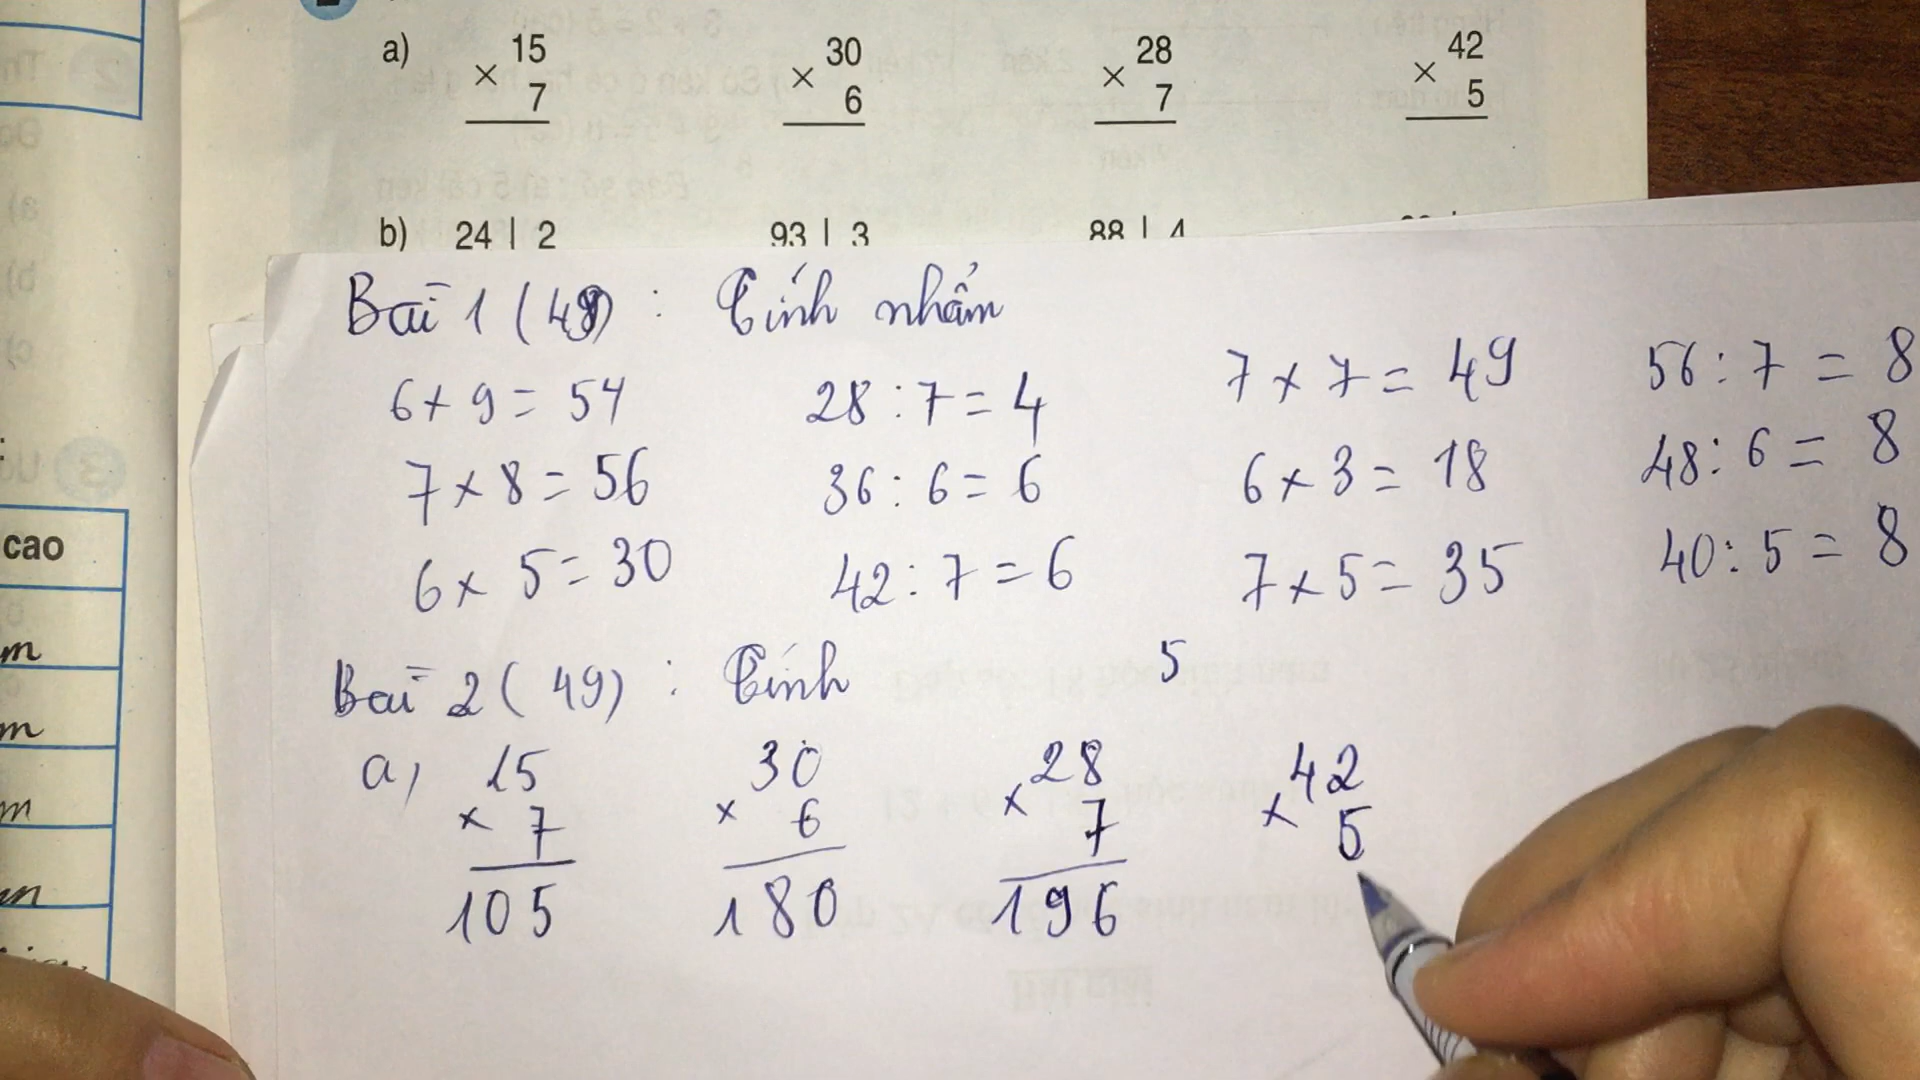 a) 15 30 28 42
× 7 × 6 × 7 × 5
b) 24 | 2 93 | 3 88 | 4
cao
m
m
m
Bài 1 (49) : Tính nhẩm
6 x 9 = 54 28 : 7 = 4 7 x 7 = 49 56 : 7 = 8
7 x 8 = 56 36 : 6 = 6 6 x 3 = 18 48 : 6 = 8
6 x 5 = 30 42 : 7 = 6 7 x 5 = 35 40 : 5 = 8
Bài 2 (49) : Tính 5
a, 15 30 28 42
x 7 x 6 x 7 x 5
105 180 196